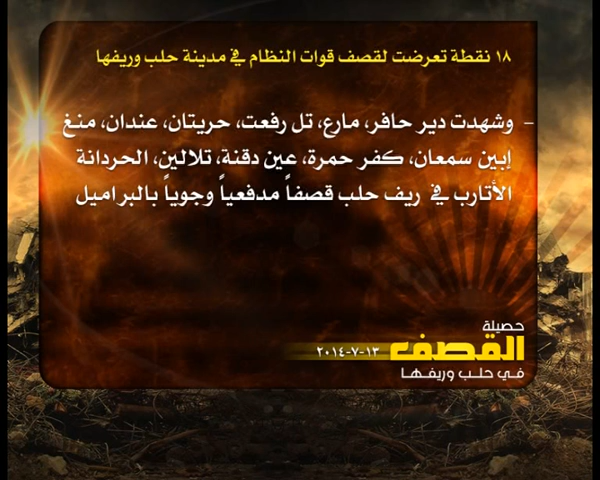 ١٨ نقطة تعرضت لقصف قوات النظام في مدينة حلب وريفها
- وشهدت دير حافر، مارع، تل رفعت، حريتان، عندان، منغ
إبين سمعان، كفر حمرة، عين دقنة، تلالين، الحردانة
الأتارب في ريف حلب قصفاً مدفعياً وجوياً بالبراميل
حصيلة
القصف
١٣-٧-٢٠١٤
في حلب وريفها